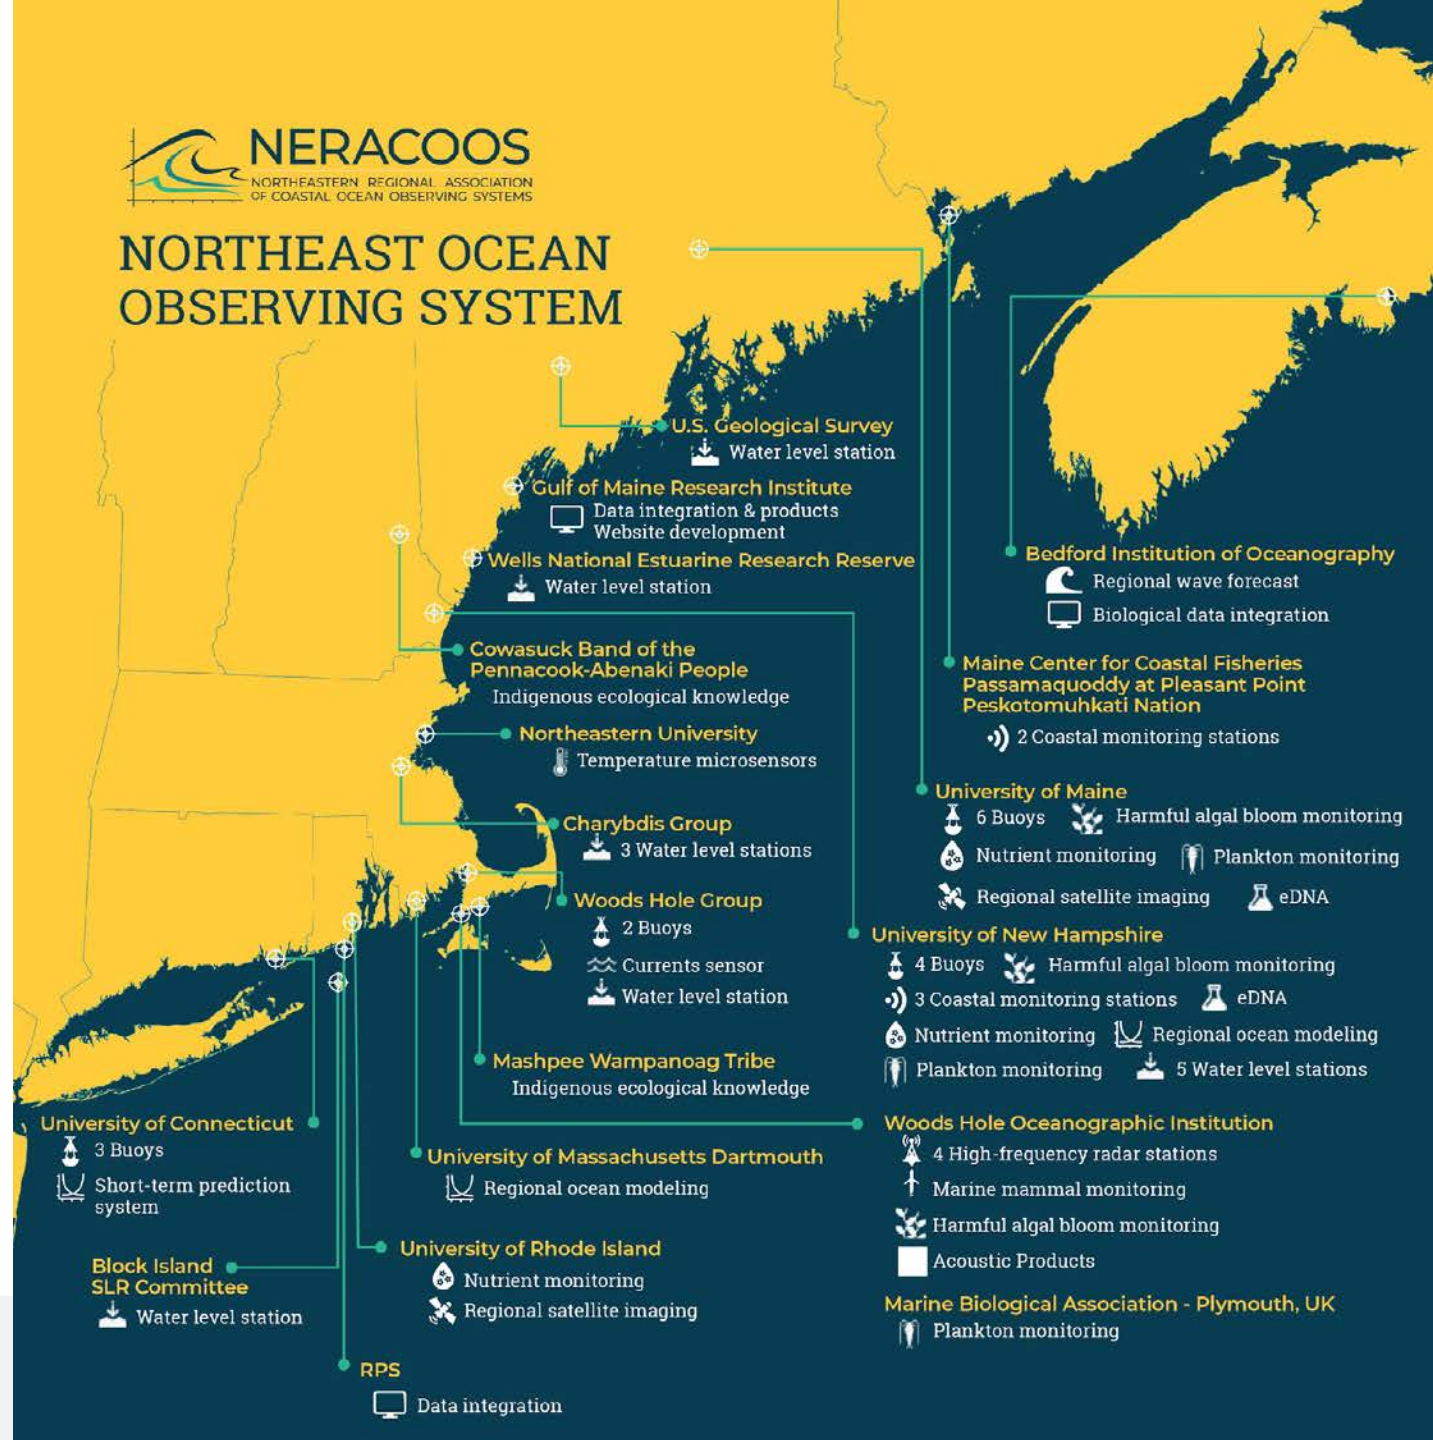 NERACOOS
NORTHEASTERN REGIONAL ASSOCIATION
OF COASTAL OCEAN OBSERVING SYSTEMS
NORTHEAST OCEAN
OBSERVING SYSTEM
U.S. Geological Survey
Water level station
Gulf of Maine Research Institute
Data integration & products
Website development
Wells National Estuarine Research Reserve
Water level station
Cowasuck Band of the
Pennacook-Abenaki People
Indigenous ecological knowledge
Northeastern University
Temperature microsensors
Charybdis Group
3 Water level stations
Woods Hole Group
2 Buoys
Currents sensor
Water level station
Mashpee Wampanoag Tribe
Indigenous ecological knowledge
Bedford Institution of Oceanography
Regional wave forecast
Biological data integration
Maine Center for Coastal Fisheries
Passamaquoddy at Pleasant Point
Peskotomuhkati Nation
2 Coastal monitoring stations
University of Maine
6 Buoys Harmful algal bloom monitoring
Nutrient monitoring Plankton monitoring
Regional satellite imaging eDNA
University of New Hampshire
4 Buoys Harmful algal bloom monitoring
3 Coastal monitoring stations eDNA
Nutrient monitoring Regional ocean modeling
Plankton monitoring 5 Water level stations
University of Connecticut
3 Buoys
Short-term prediction
system
Block Island
SLR Committee
Water level station
University of Massachusetts Dartmouth
Regional ocean modeling
University of Rhode Island
Nutrient monitoring
Regional satellite imaging
RPS
Data integration
Woods Hole Oceanographic Institution
4 High-frequency radar stations
Marine mammal monitoring
Harmful algal bloom monitoring
Acoustic Products
Marine Biological Association - Plymouth, UK
Plankton monitoring